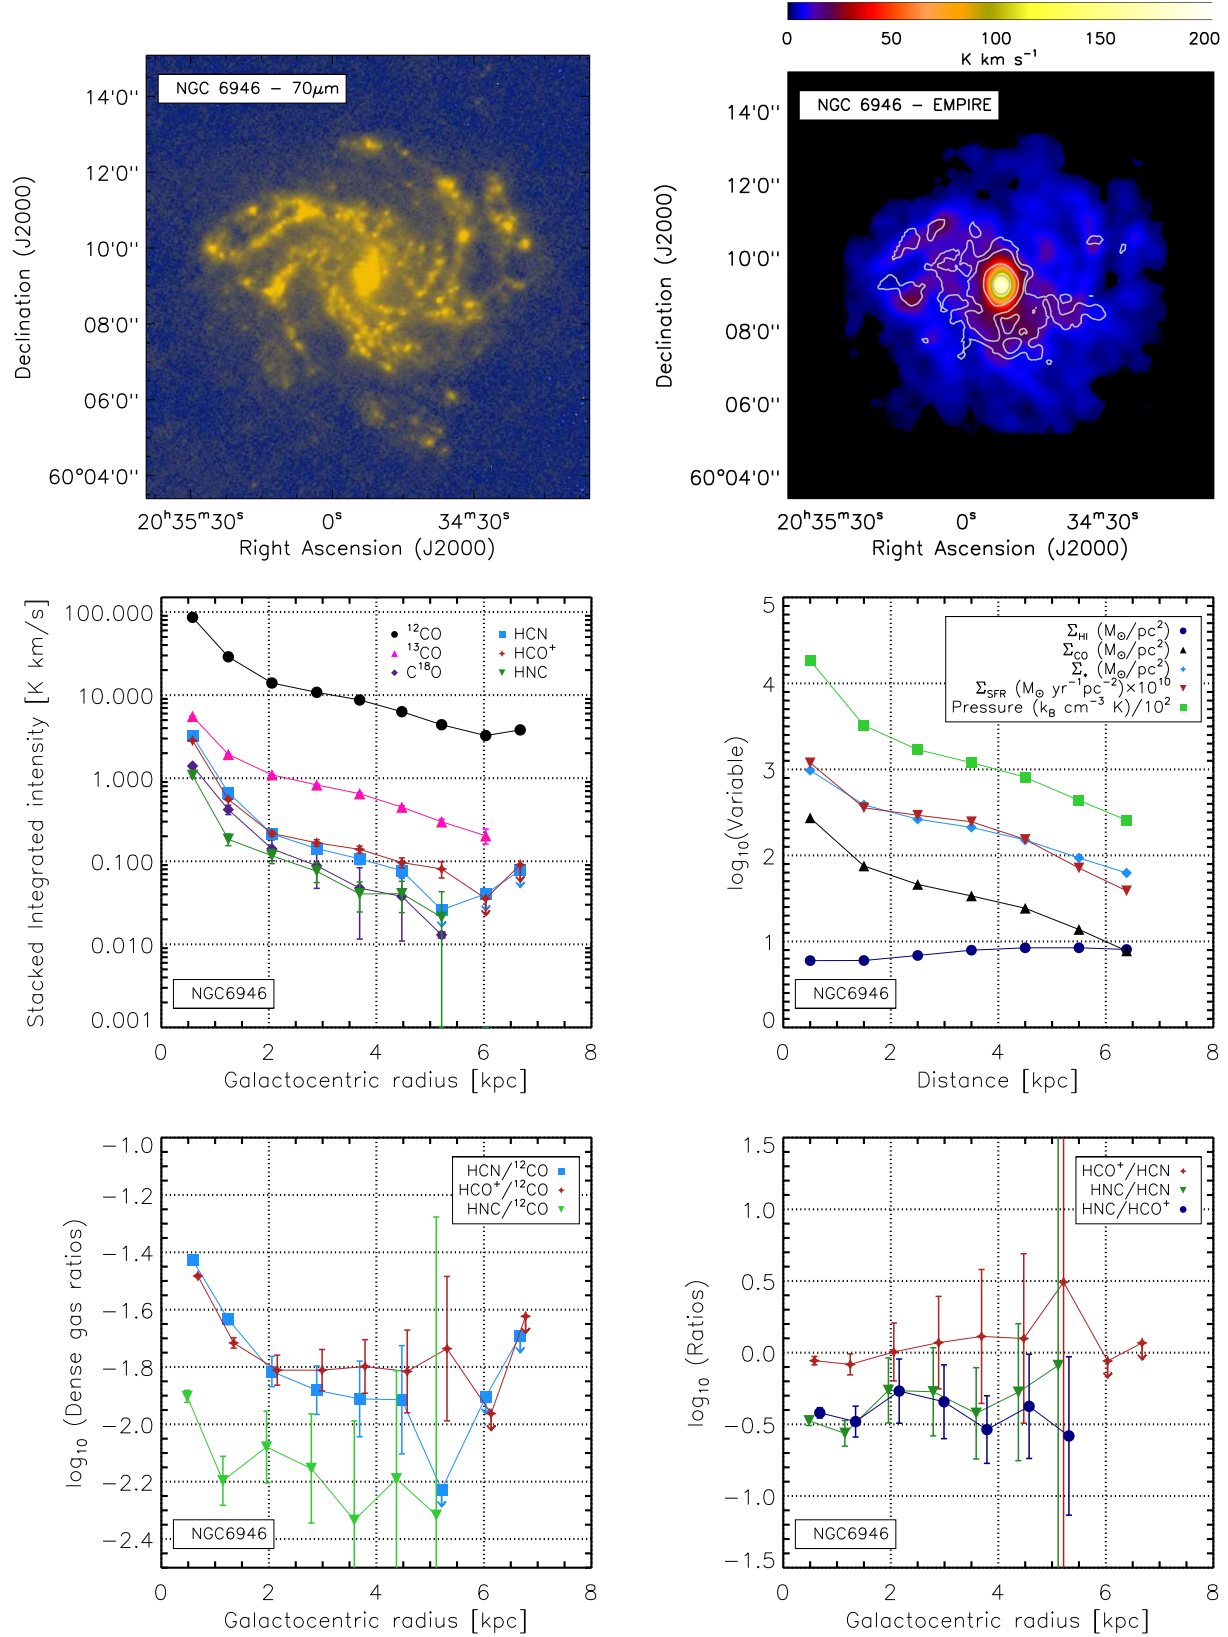 0 50 100 150 200
K km s⁻¹
NGC 6946 – 70μm
14'0''
12'0''
10'0''
08'0''
06'0''
60°04'0''
Declination (J2000)
20ʰ35ᵐ30ˢ 0ˢ 34ᵐ30ˢ
Right Ascension (J2000)
NGC 6946 – EMPIRE
14'0''
12'0''
10'0''
08'0''
06'0''
60°04'0''
Declination (J2000)
20ʰ35ᵐ30ˢ 0ˢ 34ᵐ30ˢ
Right Ascension (J2000)
Stacked Integrated intensity [K km/s]
100.000
10.000
1.000
0.100
0.010
0.001
¹²CO
¹³CO
C¹⁸O
HCN
HCO⁺
HNC
NGC6946
0 2 4 6 8
Galactocentric radius [kpc]
log₁₀(Variable)
5
4
3
2
1
0
Σ_HI (M⊙/pc²)
Σ_CO (M⊙/pc²)
Σ⋆ (M⊙/pc²)
Σ_SFR (M⊙ yr⁻¹pc⁻²)×10¹⁰
Pressure (k_B cm⁻³ K)/10²
NGC6946
0 2 4 6 8
Distance [kpc]
log₁₀ (Dense gas ratios)
−1.0
−1.2
−1.4
−1.6
−1.8
−2.0
−2.2
−2.4
HCN/¹²CO
HCO⁺/¹²CO
HNC/¹²CO
NGC6946
0 2 4 6 8
Galactocentric radius [kpc]
log₁₀ (Ratios)
1.5
1.0
0.5
0.0
−0.5
−1.0
−1.5
HCO⁺/HCN
HNC/HCN
HNC/HCO⁺
NGC6946
0 2 4 6 8
Galactocentric radius [kpc]